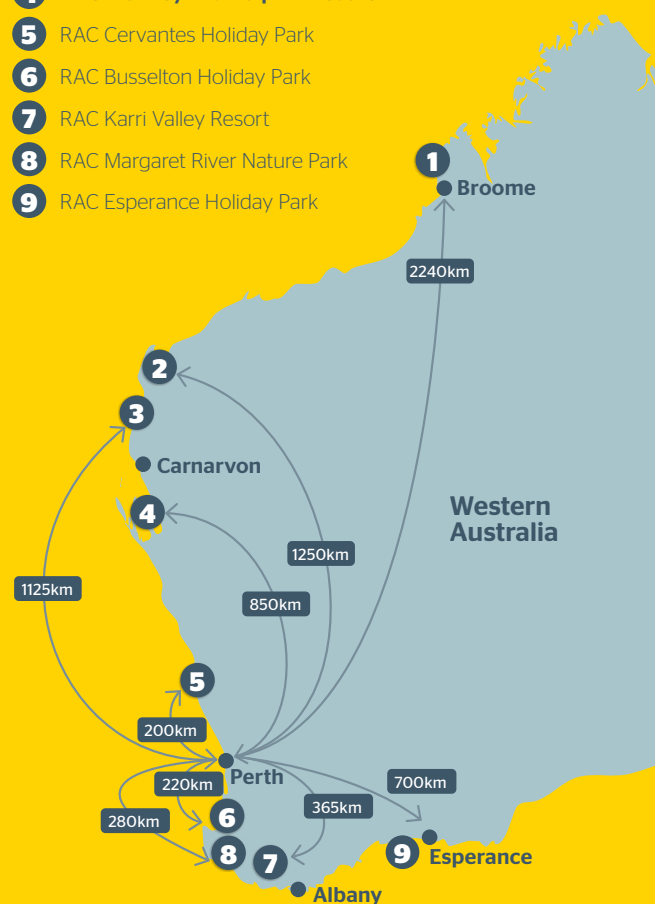 5 RAC Cervantes Holiday Park
6 RAC Busselton Holiday Park
7 RAC Karri Valley Resort
8 RAC Margaret River Nature Park
9 RAC Esperance Holiday Park
1
Broome
2240km
2
3
Carnarvon
4
Western
Australia
1250km
1125km
850km
5
200km
Perth
220km
700km
365km
280km
6
8
7
9
Esperance
Albany